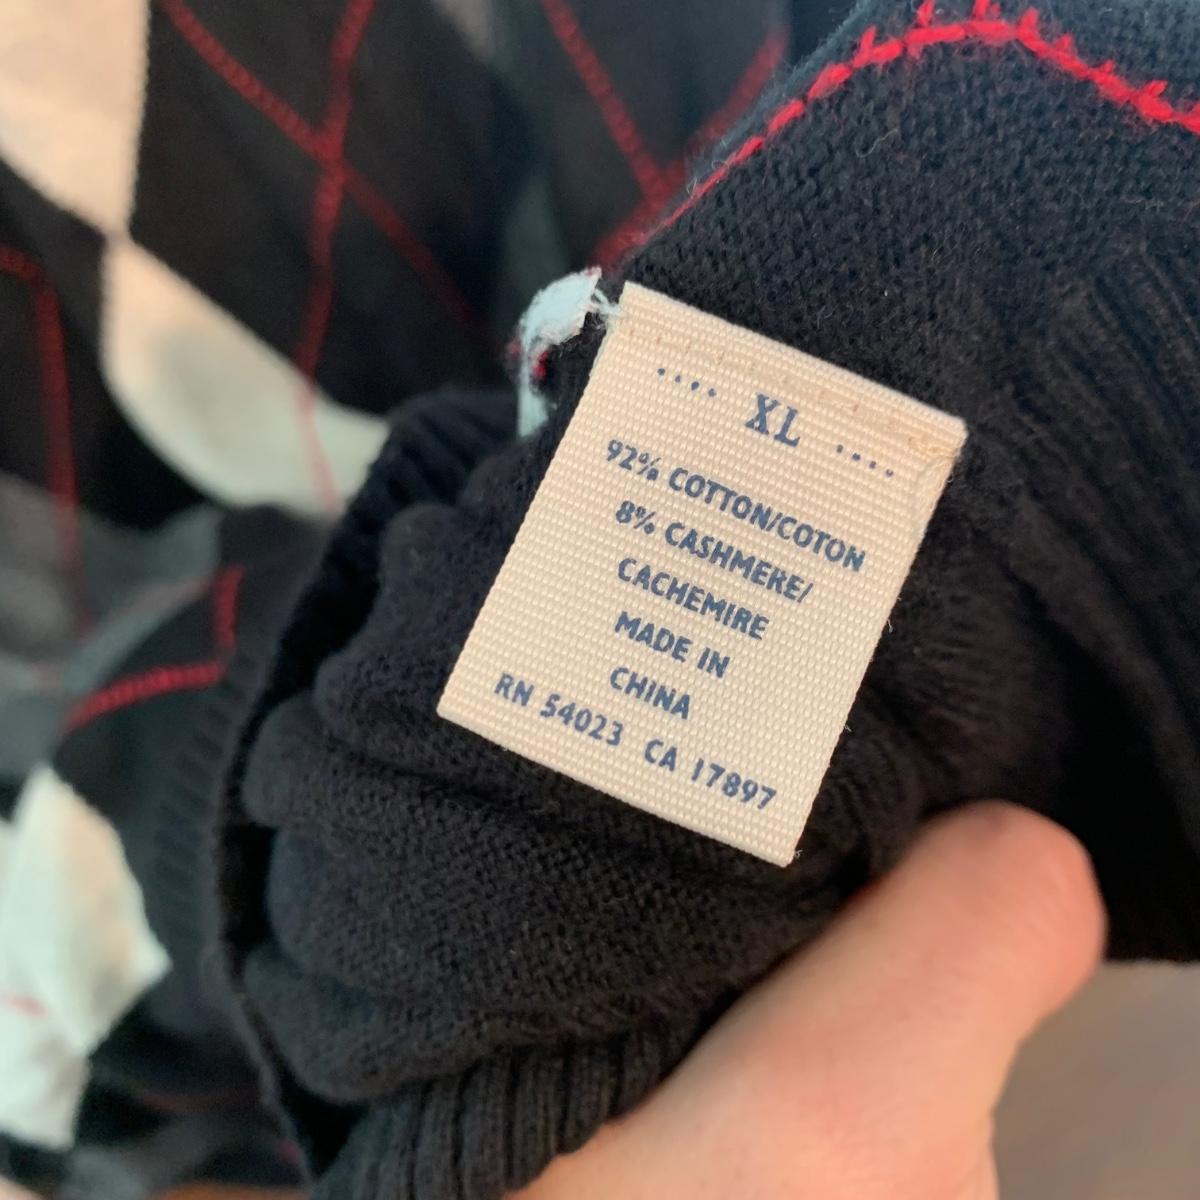 .... XL ....
92% COTTON/COTON
8% CASHMERE/
CACHEMIRE
MADE IN
CHINA
RN 54023 CA 17897